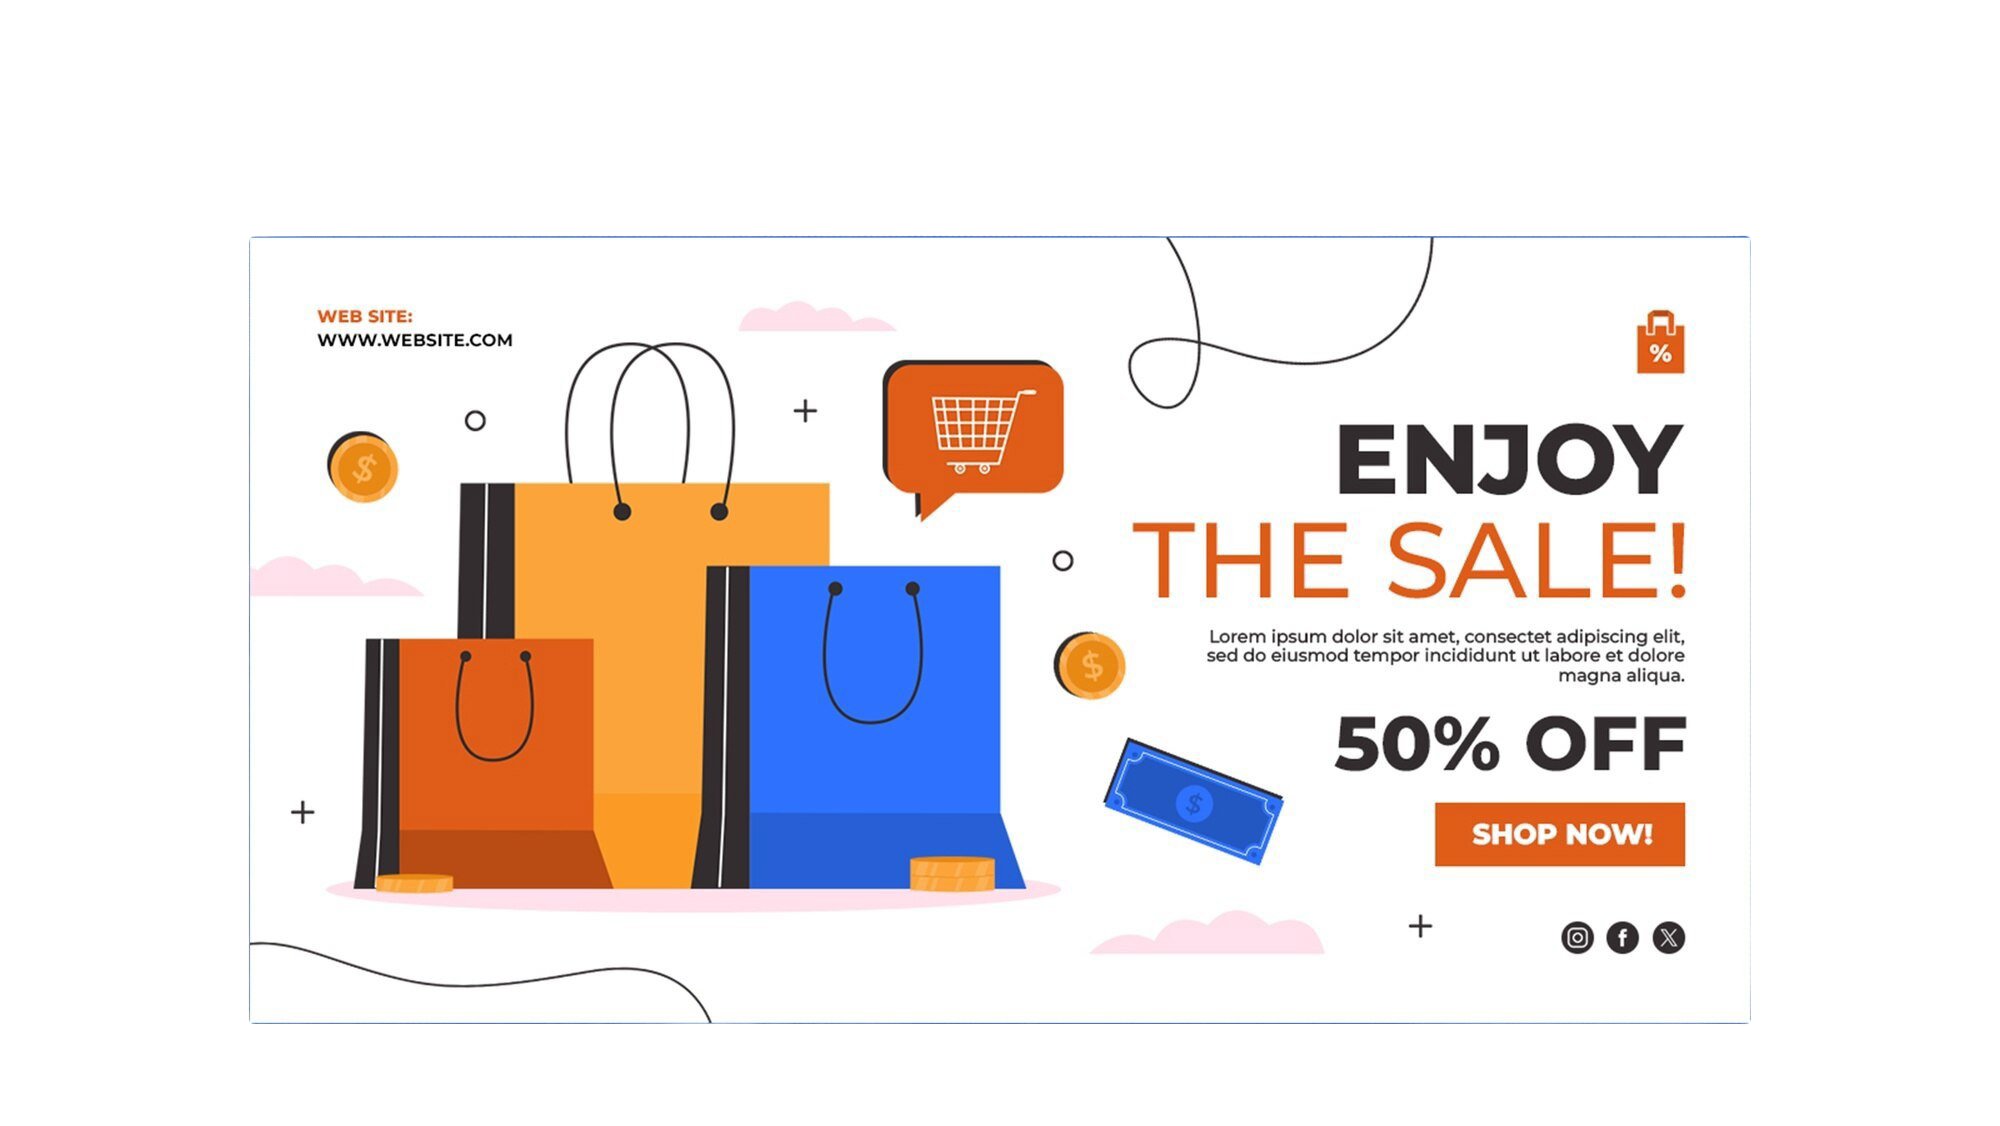 WEB SITE:
WWW.WEBSITE.COM
%
ENJOY
THE SALE!
Lorem ipsum dolor sit amet, consectet adipiscing elit,
sed do eiusmod tempor incididunt ut labore et dolore
magna aliqua.
50% OFF
SHOP NOW!
$
$
$